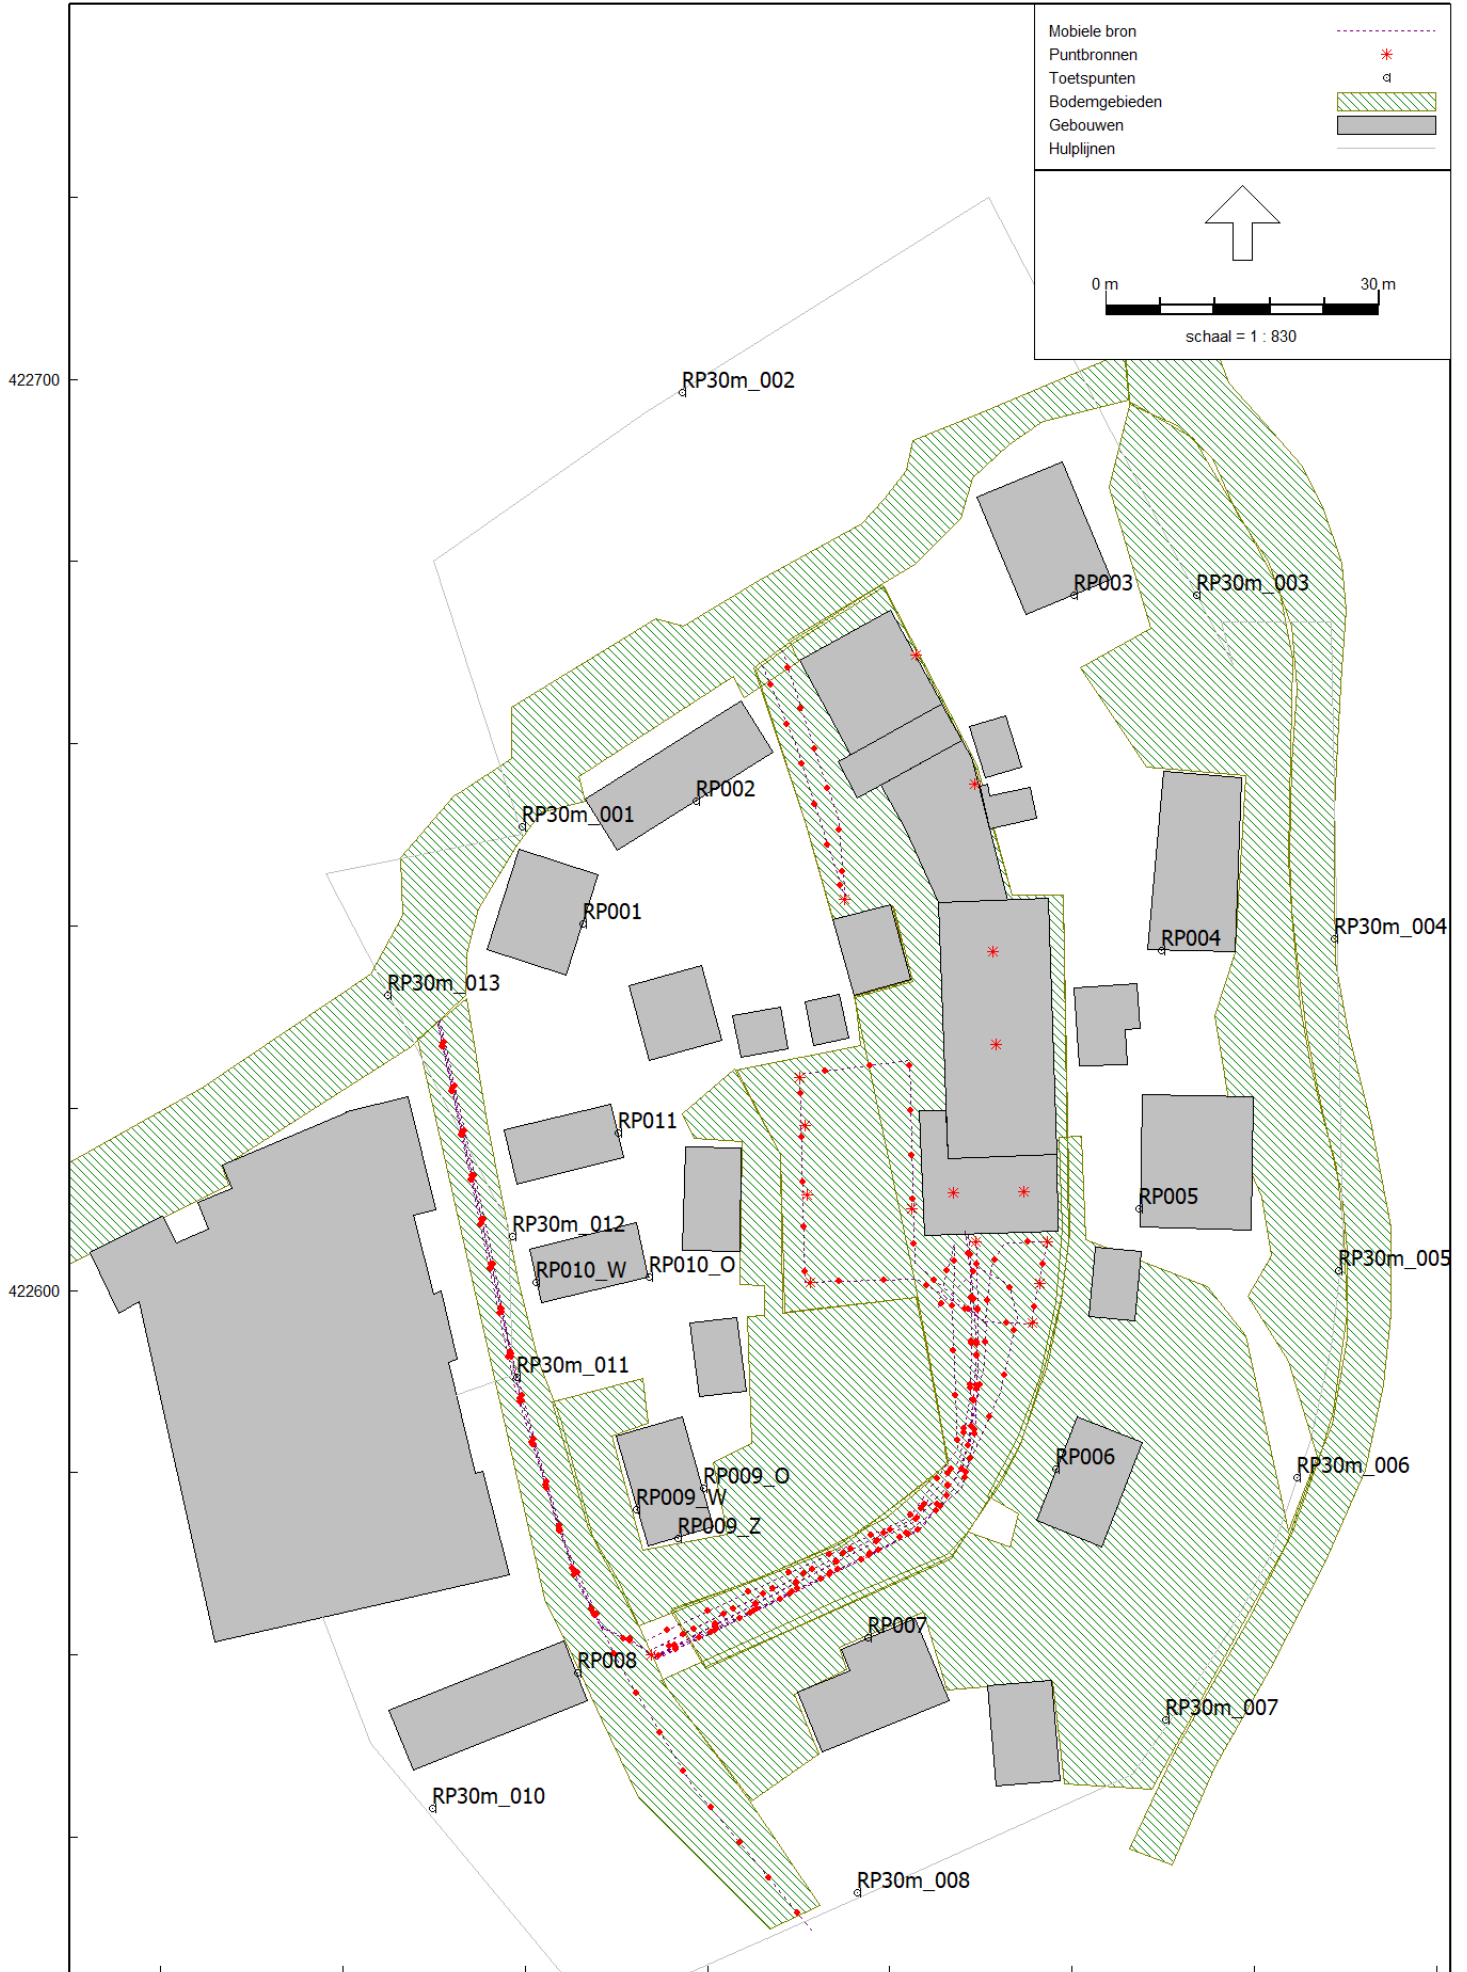 Mobiele bron
Puntbronnen
Toetspunten
Bodemgebieden
Gebouwen
Hulplijnen
0 m 30 m
schaal = 1 : 830
422700
RP30m_002
RP003
RP30m_003
RP002
RP30m_001
RP001
RP004
RP30m_004
RP30m_013
RP011
RP005
RP30m_012
RP010_W
RP010_O
RP30m_005
422600
RP30m_011
RP006
RP30m_006
RP009_O
RP009_W
RP009_Z
RP007
RP008
RP30m_007
RP30m_010
RP30m_008